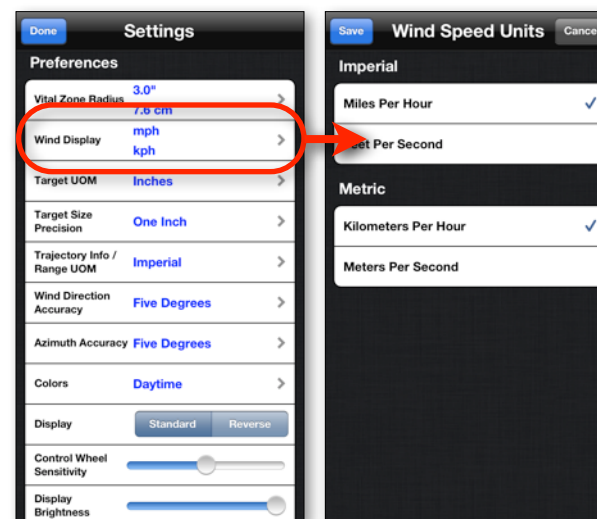 Done
Settings
Preferences
Vital Zone Radius
3.0"
7.6 cm
Wind Display
mph
kph
Target UOM
Inches
Target Size
Precision
One Inch
Trajectory Info /
Range UOM
Imperial
Wind Direction
Accuracy
Five Degrees
Azimuth Accuracy
Five Degrees
Colors
Daytime
Display
Standard
Reverse
Control Wheel
Sensitivity
Display
Brightness
Save
Wind Speed Units
Cance
Imperial
Miles Per Hour
eet Per Second
Metric
Kilometers Per Hour
Meters Per Second